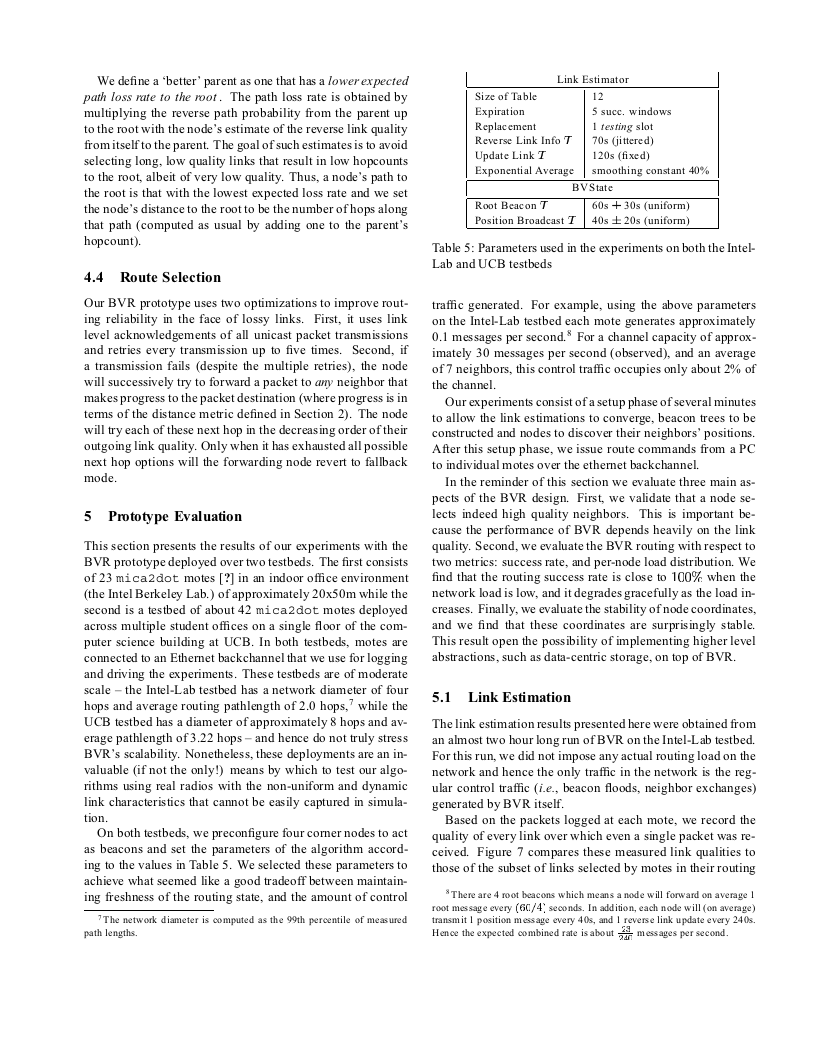 We define a ‘better’ parent as one that has a lower expected
path loss rate to the root. The path loss rate is obtained by
multiplying the reverse path probability from the parent up
to the root with the node’s estimate of the reverse link quality
from itself to the parent. The goal of such estimates is to avoid
selecting long, low quality links that result in low hopcounts
to the root, albeit of very low quality. Thus, a node’s path to
the root is that with the lowest expected loss rate and we set
the node’s distance to the root to be the number of hops along
that path (computed as usual by adding one to the parent’s
hopcount).
4.4 Route Selection
Our BVR prototype uses two optimizations to improve rout-
ing reliability in the face of lossy links. First, it uses link
level acknowledgements of all unicast packet transmissions
and retries every transmission up to five times. Second, if
a transmission fails (despite the multiple retries), the node
will successively try to forward a packet to any neighbor that
makes progress to the packet destination (where progress is in
terms of the distance metric defined in Section 2). The node
will try each of these next hop in the decreasing order of their
outgoing link quality. Only when it has exhausted all possible
next hop options will the forwarding node revert to fallback
mode.
5 Prototype Evaluation
This section presents the results of our experiments with the
BVR prototype deployed over two testbeds. The first consists
of 23 mica2dot motes [?] in an indoor office environment
(the Intel Berkeley Lab.) of approximately 20x50m while the
second is a testbed of about 42 mica2dot motes deployed
across multiple student offices on a single floor of the com-
puter science building at UCB. In both testbeds, motes are
connected to an Ethernet backchannel that we use for logging
and driving the experiments. These testbeds are of moderate
scale – the Intel-Lab testbed has a network diameter of four
hops and average routing pathlength of 2.0 hops,7 while the
UCB testbed has a diameter of approximately 8 hops and av-
erage pathlength of 3.22 hops – and hence do not truly stress
BVR’s scalability. Nonetheless, these deployments are an in-
valuable (if not the only!) means by which to test our algo-
rithms using real radios with the non-uniform and dynamic
link characteristics that cannot be easily captured in simula-
tion.
On both testbeds, we preconfigure four corner nodes to act
as beacons and set the parameters of the algorithm accord-
ing to the values in Table 5. We selected these parameters to
achieve what seemed like a good tradeoff between maintain-
ing freshness of the routing state, and the amount of control
7The network diameter is computed as the 99th percentile of measured
path lengths.
Link Estimator
Size of Table 12
Expiration 5 succ. windows
Replacement 1 testing slot
Reverse Link Info T 70s (jittered)
Update Link T 120s (fixed)
Exponential Average smoothing constant 40%
BVState
Root Beacon T 60s + 30s (uniform)
Position Broadcast T 40s ± 20s (uniform)
Table 5: Parameters used in the experiments on both the Intel-
Lab and UCB testbeds
traffic generated. For example, using the above parameters
on the Intel-Lab testbed each mote generates approximately
0.1 messages per second.8 For a channel capacity of approx-
imately 30 messages per second (observed), and an average
of 7 neighbors, this control traffic occupies only about 2% of
the channel.
Our experiments consist of a setup phase of several minutes
to allow the link estimations to converge, beacon trees to be
constructed and nodes to discover their neighbors’ positions.
After this setup phase, we issue route commands from a PC
to individual motes over the ethernet backchannel.
In the reminder of this section we evaluate three main as-
pects of the BVR design. First, we validate that a node se-
lects indeed high quality neighbors. This is important be-
cause the performance of BVR depends heavily on the link
quality. Second, we evaluate the BVR routing with respect to
two metrics: success rate, and per-node load distribution. We
find that the routing success rate is close to 100% when the
network load is low, and it degrades gracefully as the load in-
creases. Finally, we evaluate the stability of node coordinates,
and we find that these coordinates are surprisingly stable.
This result open the possibility of implementing higher level
abstractions, such as data-centric storage, on top of BVR.
5.1 Link Estimation
The link estimation results presented here were obtained from
an almost two hour long run of BVR on the Intel-Lab testbed.
For this run, we did not impose any actual routing load on the
network and hence the only traffic in the network is the reg-
ular control traffic (i.e., beacon floods, neighbor exchanges)
generated by BVR itself.
Based on the packets logged at each mote, we record the
quality of every link over which even a single packet was re-
ceived. Figure 7 compares these measured link qualities to
those of the subset of links selected by motes in their routing
8There are 4 root beacons which means a node will forward on average 1
root message every (60/4) seconds. In addition, each node will (on average)
transmit 1 position message every 40s, and 1 reverse link update every 240s.
Hence the expected combined rate is about 23/240 messages per second.